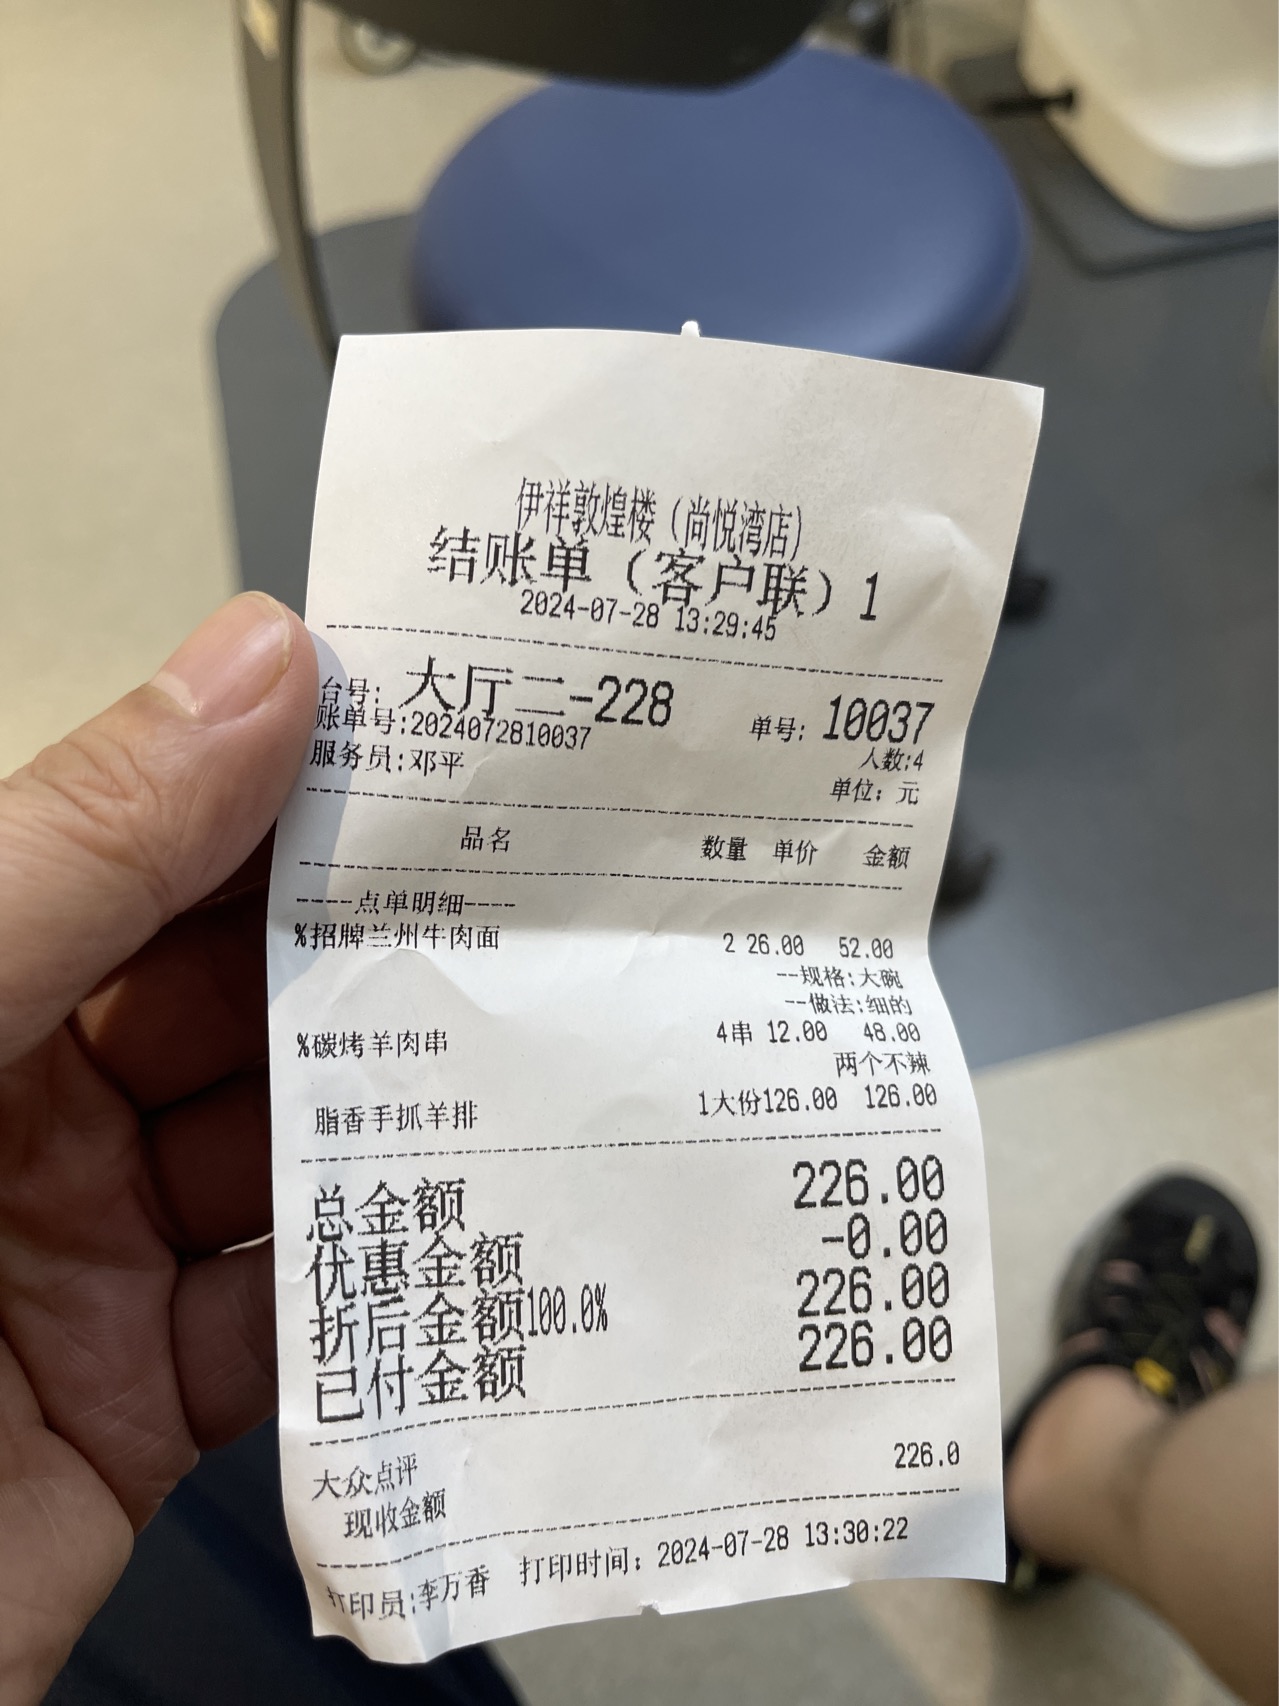 伊祥敦煌楼（尚悦湾店）
结账单（客户联）1
2024-07-28 13:29:45
台号: 大厅二-228 单号: 10037
账单号:2024072810037
人数:4
服务员:邓平
单位: 元
品名 数量 单价 金额
----点单明细----
%招牌兰州牛肉面 2 26.00 52.00
--规格:大碗
--做法:细的
%碳烤羊肉串 4串 12.00 48.00
两个不辣
脂香手抓羊排 1大份126.00 126.00
总金额 226.00
优惠金额 -0.00
折后金额100.0% 226.00
已付金额 226.00
大众点评 226.0
现收金额
打印员:李万香 打印时间: 2024-07-28 13:30:22